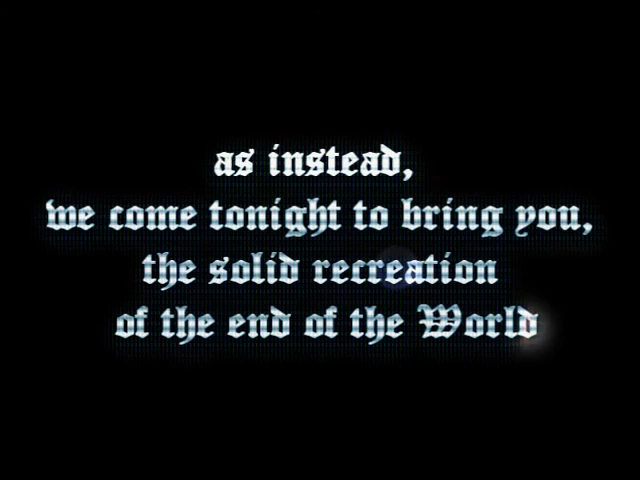 as instead,
we come tonight to bring you,
the solid recreation
of the end of the World